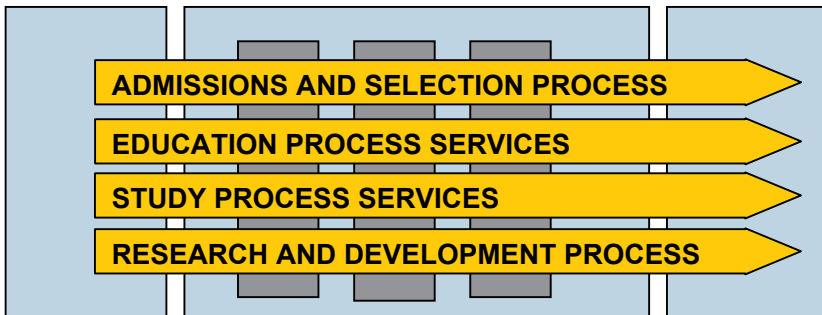 ADMISSIONS AND SELECTION PROCESS
EDUCATION PROCESS SERVICES
STUDY PROCESS SERVICES
RESEARCH AND DEVELOPMENT PROCESS